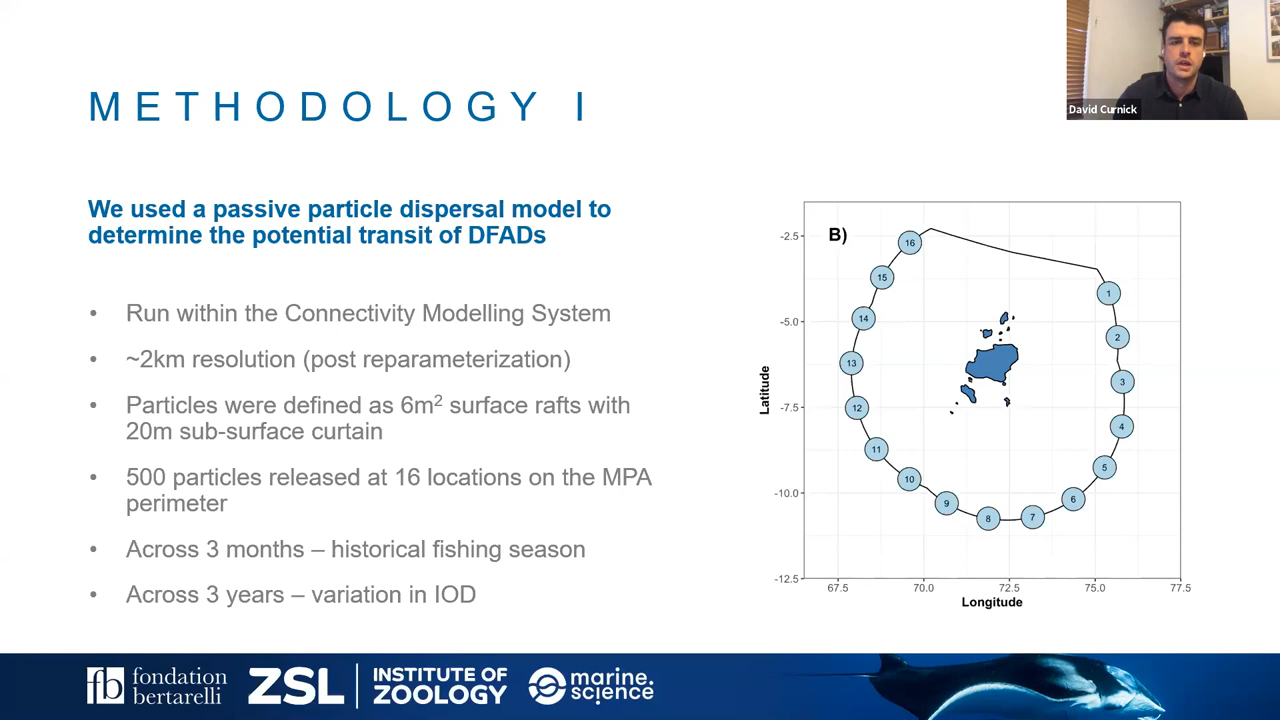 David Curnick
METHODOLOGY I
We used a passive particle dispersal model to
determine the potential transit of DFADs
• Run within the Connectivity Modelling System
• ~2km resolution (post reparameterization)
• Particles were defined as 6m² surface rafts with
20m sub-surface curtain
• 500 particles released at 16 locations on the MPA
perimeter
• Across 3 months – historical fishing season
• Across 3 years – variation in IOD
B)
-2.5
-5.0
-7.5
-10.0
-12.5
Latitude
16
15
14
13
12
11
10
9
8
7
6
5
4
3
2
1
67.5 70.0 72.5 75.0 77.5
Longitude
fb fondation
bertarelli
ZSL
INSTITUTE OF
ZOOLOGY
marine.
science